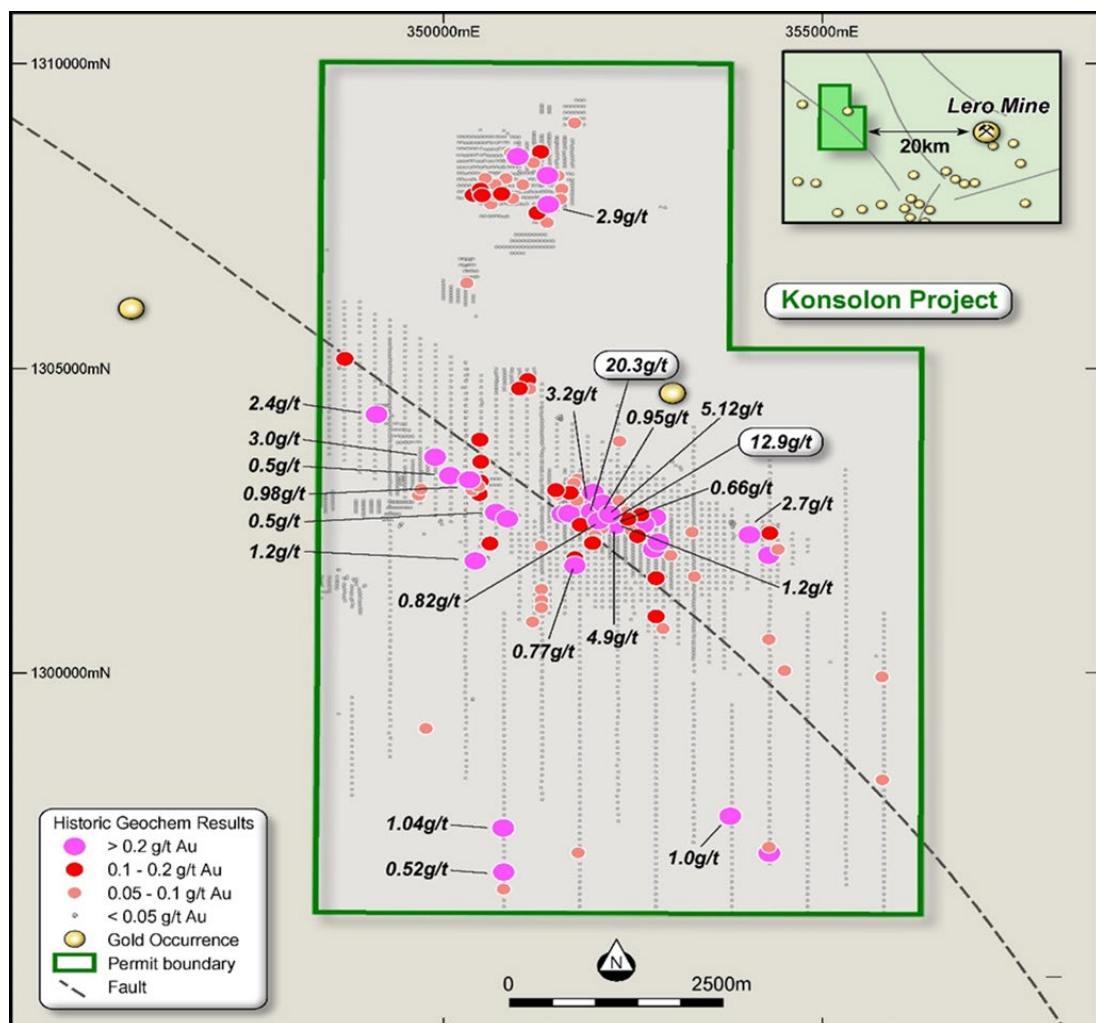 350000mE
355000mE
1310000mN
Lero Mine
20km
2.9g/t
Konsolon Project
1305000mN
20.3g/t
3.2g/t
5.12g/t
2.4g/t
0.95g/t
3.0g/t
12.9g/t
0.5g/t
0.66g/t
0.98g/t
2.7g/t
0.5g/t
1.2g/t
1.2g/t
0.82g/t
4.9g/t
0.77g/t
1300000mN
1.04g/t
1.0g/t
0.52g/t
Historic Geochem Results
> 0.2 g/t Au
0.1 - 0.2 g/t Au
0.05 - 0.1 g/t Au
< 0.05 g/t Au
Gold Occurrence
Permit boundary
Fault
N
0
2500m